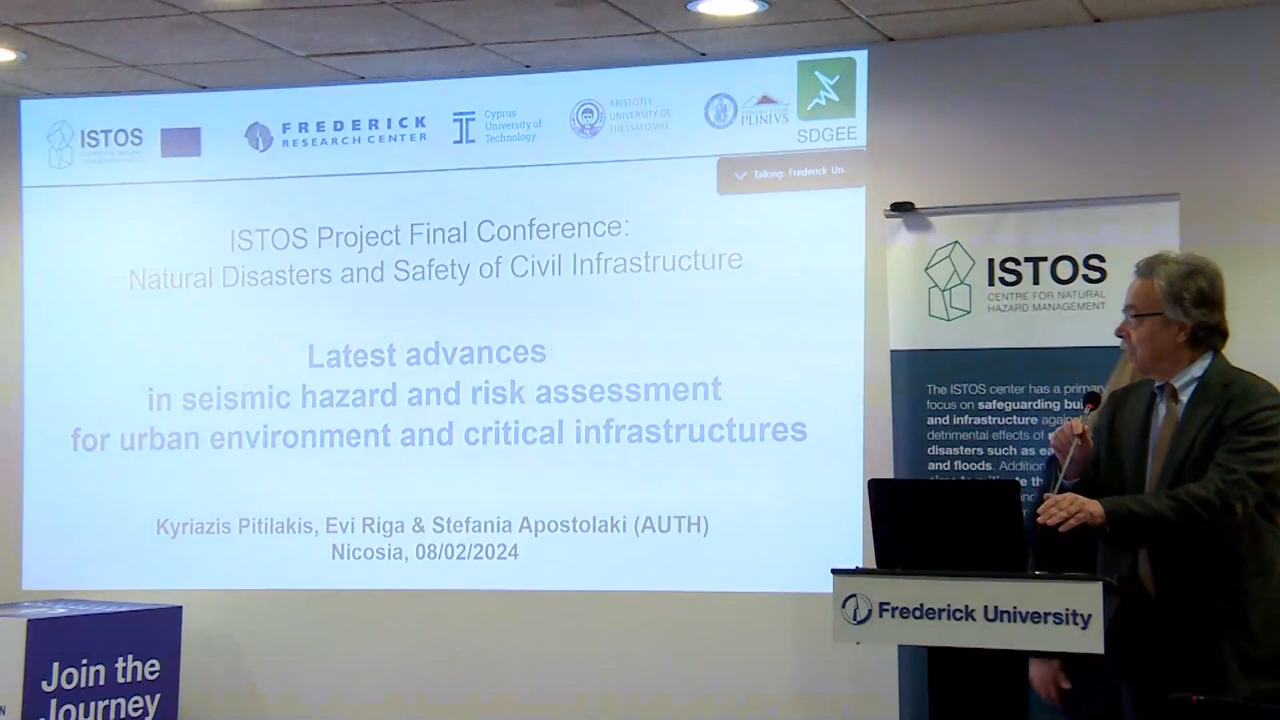 ISTOS
FREDERICK
RESEARCH CENTER
Cyprus
University of
Technology
ARISTOTLE
UNIVERSITY OF
THESSALONIKI
PLINIVS
SDGEE
Talking: Frederick Un...
ISTOS Project Final Conference:
Natural Disasters and Safety of Civil Infrastructure
Latest advances
in seismic hazard and risk assessment
for urban environment and critical infrastructures
Kyriazis Pitilakis, Evi Riga & Stefania Apostolaki (AUTH)
Nicosia, 08/02/2024
ISTOS
CENTRE FOR NATURAL
HAZARD MANAGEMENT
The ISTOS center has a primary
focus on safeguarding
and infrastructure
detrimental effects of
disasters such as
and floods.
Frederick University
Join the
Journey